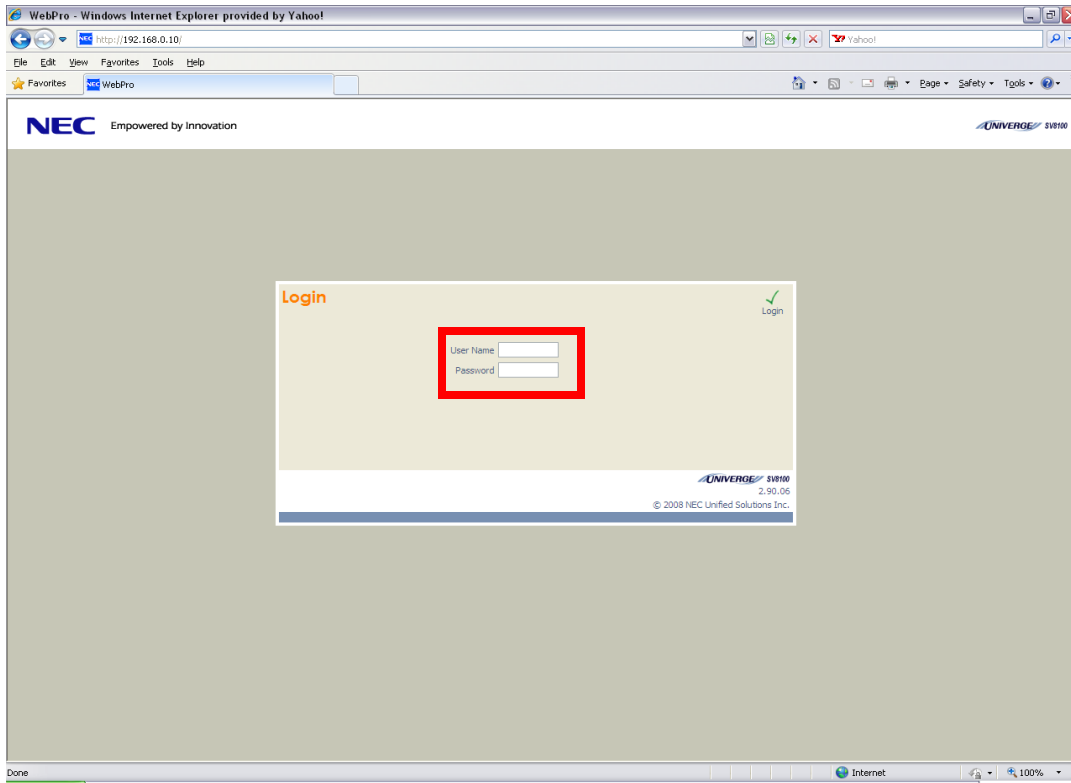 WebPro - Windows Internet Explorer provided by Yahoo!
NEC http://192.168.0.10/
Y? Yahoo!
File Edit View Favorites Tools Help
Favorites NEC WebPro
Page Safety Tools
NEC Empowered by Innovation
UNIVERGE SV8100
Login
Login
User Name
Password
UNIVERGE SV8100
2.90.06
© 2008 NEC Unified Solutions Inc.
Done
Internet
100%